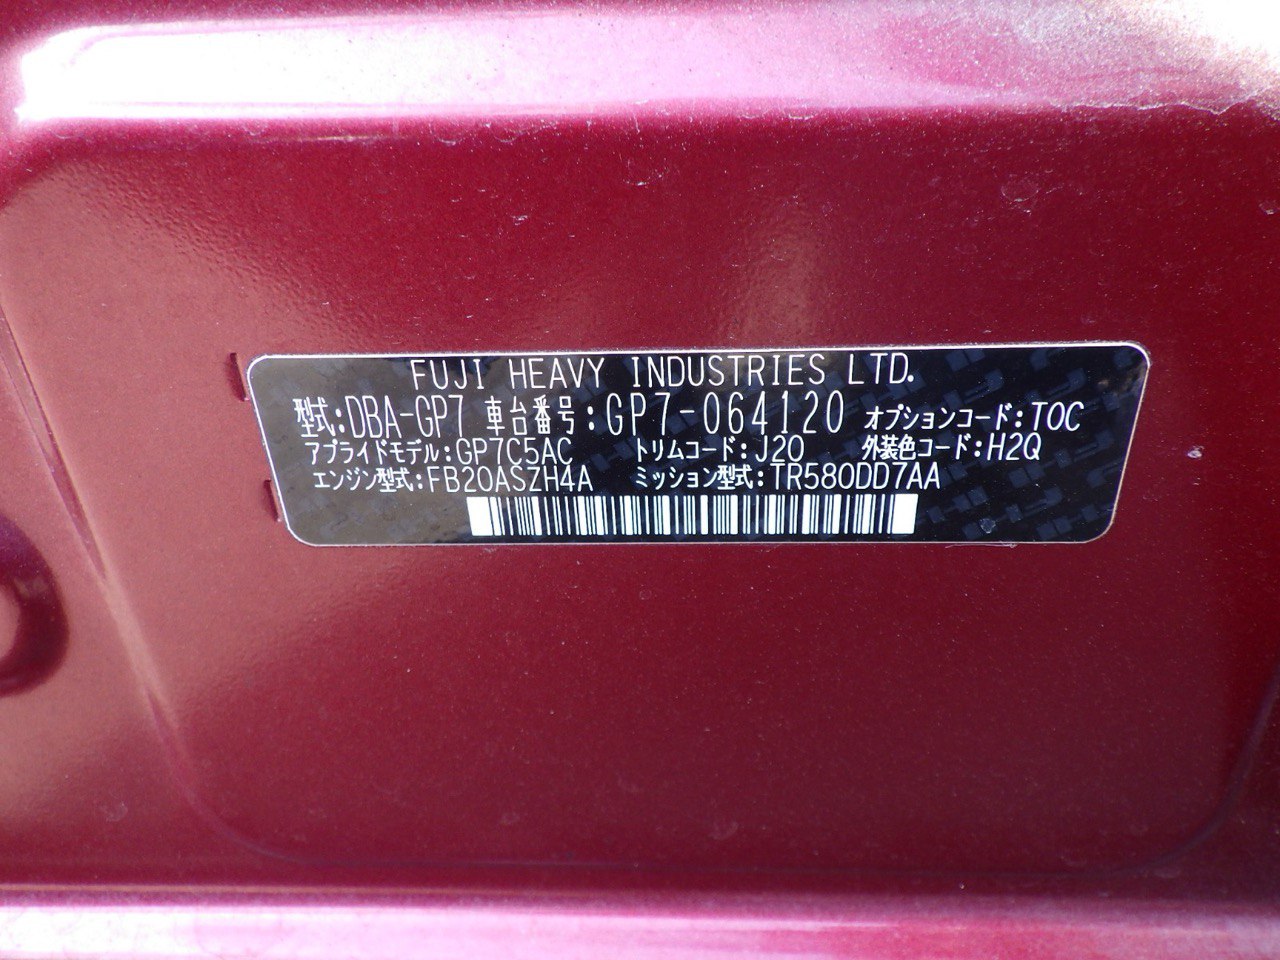 FUJI HEAVY INDUSTRIES LTD.
型式:DBA-GP7 車台番号:GP7-064120 オプションコード:TOC
アプライドモデル:GP7C5AC トリムコード:J20 外装色コード:H2Q
エンジン型式:FB20ASZH4A ミッション型式:TR580DD7AA